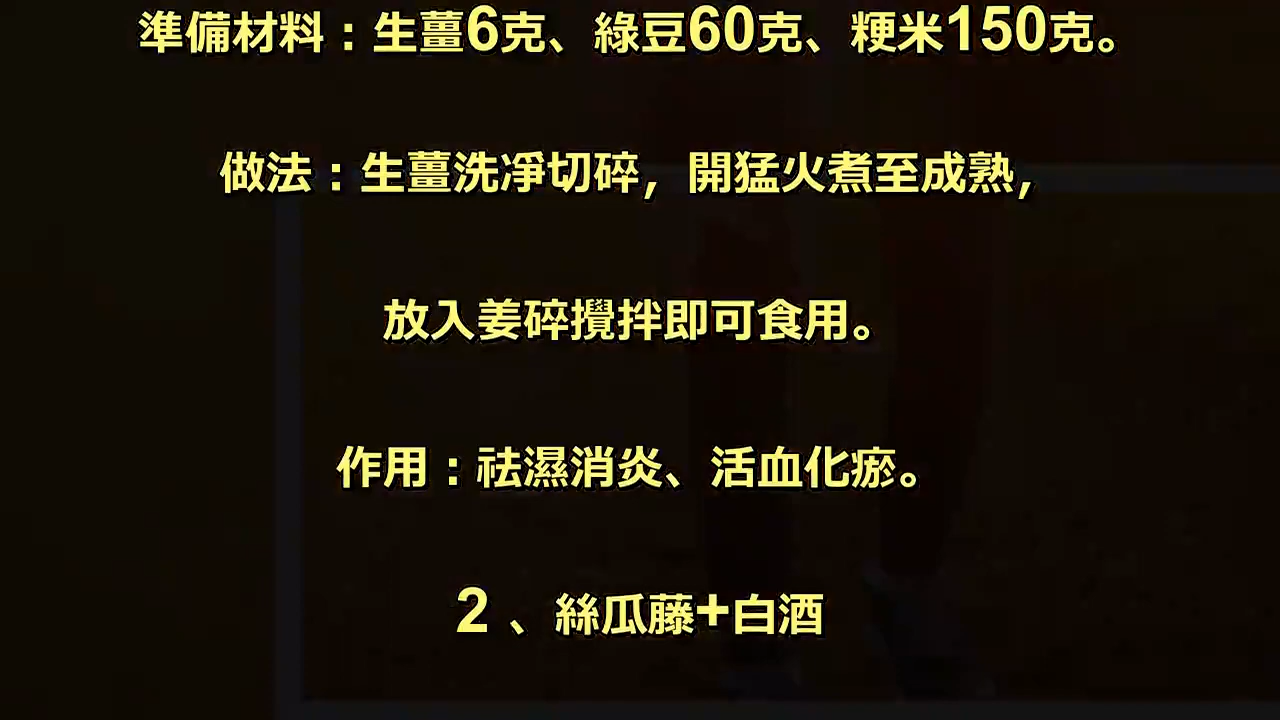 準備材料：生薑6克、綠豆60克、粳米150克。
做法：生薑洗凈切碎，開猛火煮至成熟，
放入姜碎攪拌即可食用。
作用：祛濕消炎、活血化瘀。
2 、絲瓜藤+白酒